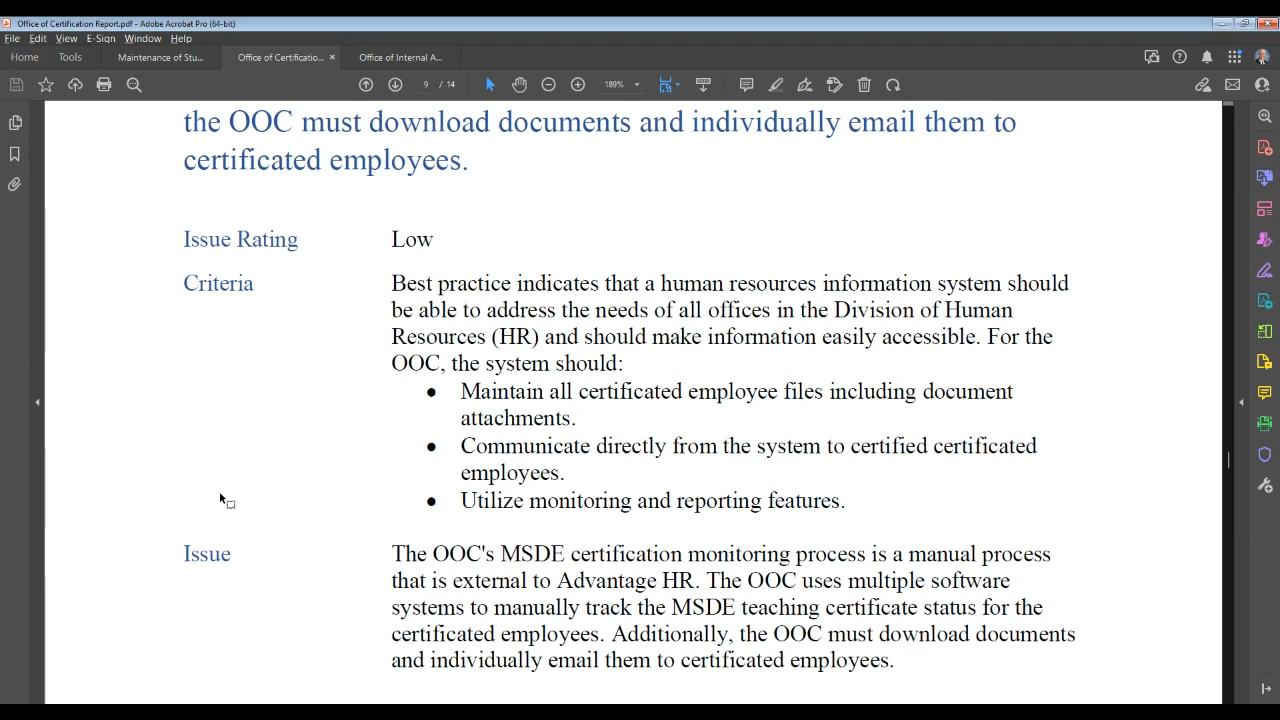 Office of Certification Report.pdf - Adobe Acrobat Pro (64-bit)
File Edit View E-Sign Window Help
Home Tools Maintenance of Stu... Office of Certificatio... × Office of Internal A...
9 / 14 189%
the OOC must download documents and individually email them to
certificated employees.
Issue Rating Low
Criteria Best practice indicates that a human resources information system should
be able to address the needs of all offices in the Division of Human
Resources (HR) and should make information easily accessible. For the
OOC, the system should:
● Maintain all certificated employee files including document
attachments.
● Communicate directly from the system to certified certificated
employees.
● Utilize monitoring and reporting features.
Issue The OOC's MSDE certification monitoring process is a manual process
that is external to Advantage HR. The OOC uses multiple software
systems to manually track the MSDE teaching certificate status for the
certificated employees. Additionally, the OOC must download documents
and individually email them to certificated employees.